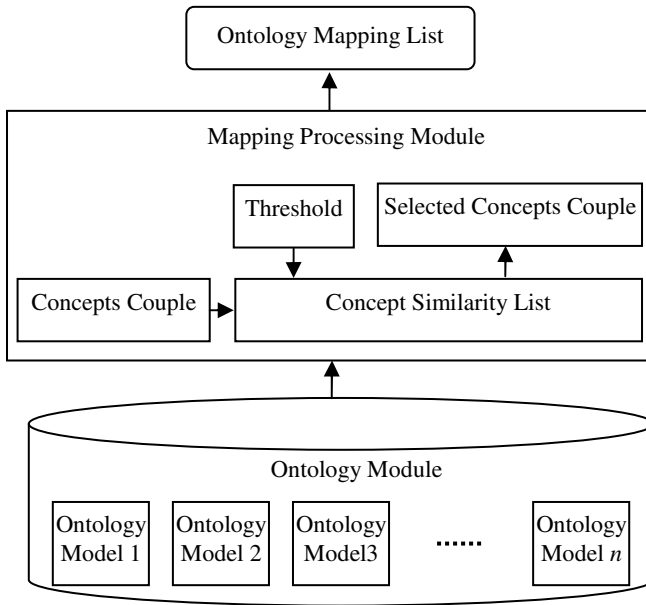 Ontology Mapping List
Mapping Processing Module
Threshold
Selected Concepts Couple
Concepts Couple
Concept Similarity List
Ontology Module
Ontology
Model 1
Ontology
Model 2
Ontology
Model3
......
Ontology
Model n